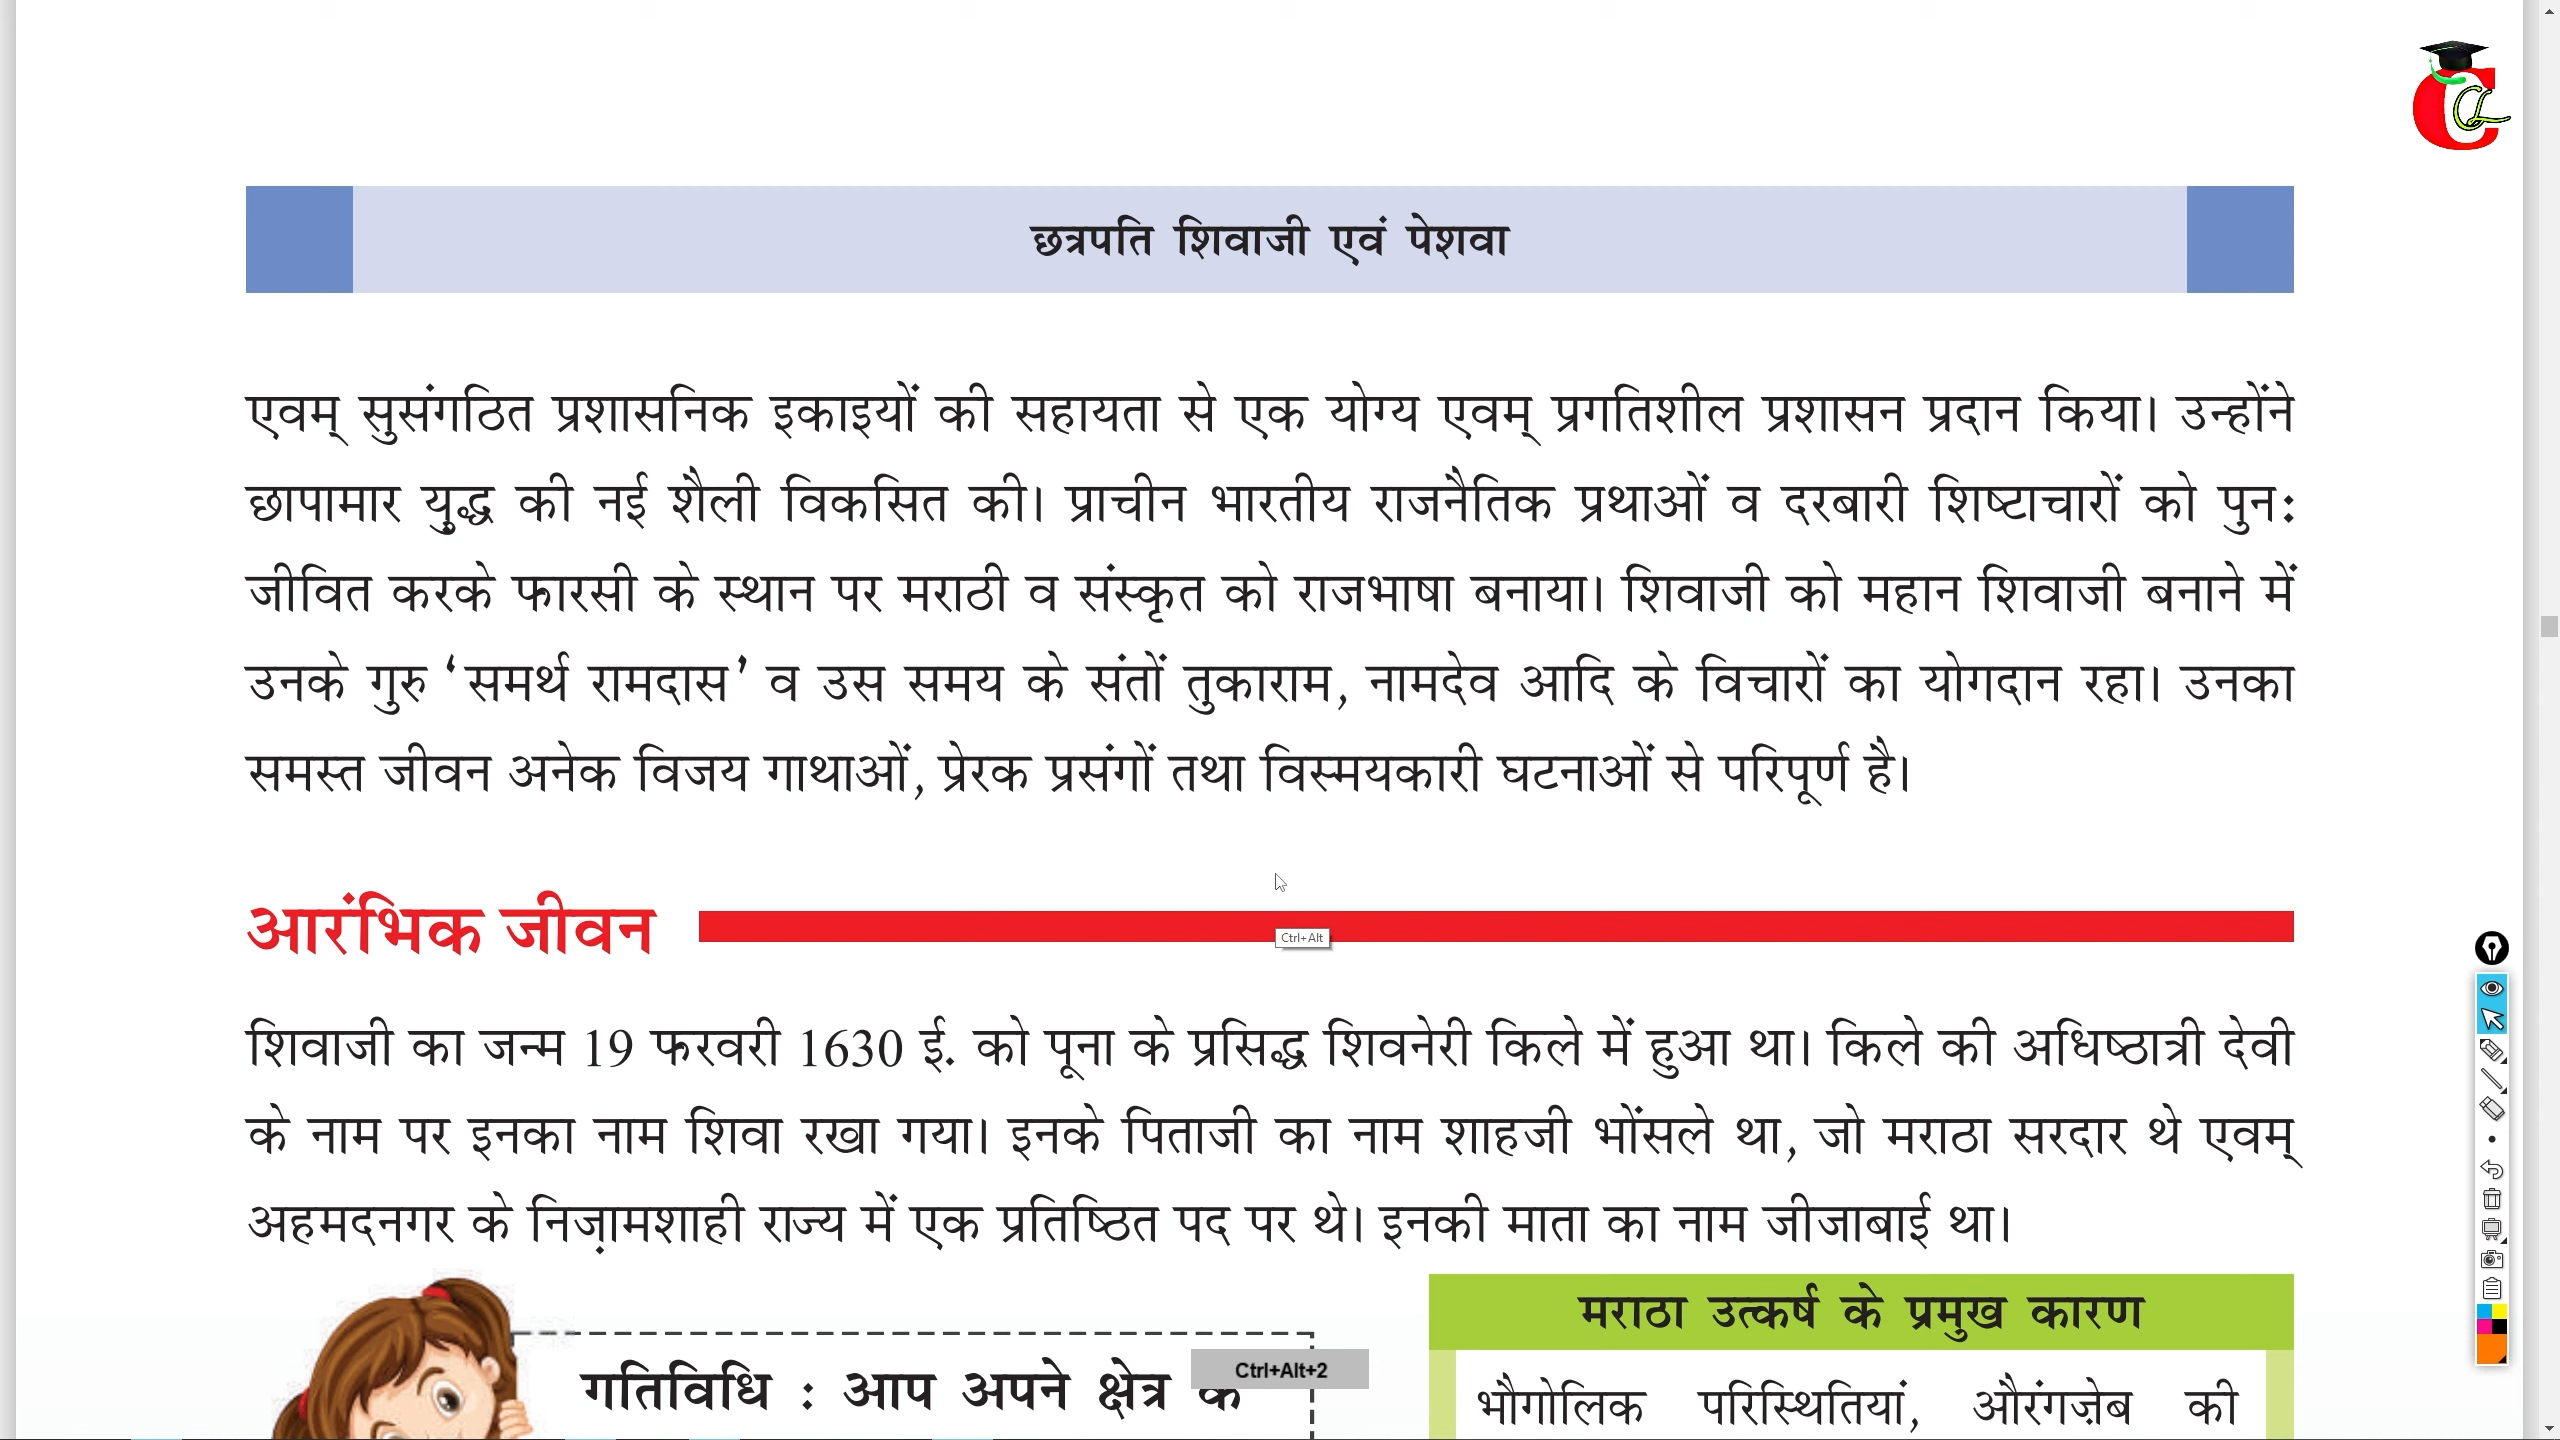 छत्रपति शिवाजी एवं पेशवा
एवम् सुसंगठित प्रशासनिक इकाइयों की सहायता से एक योग्य एवम् प्रगतिशील प्रशासन प्रदान किया। उन्होंने
छापामार युद्ध की नई शैली विकसित की। प्राचीन भारतीय राजनैतिक प्रथाओं व दरबारी शिष्टाचारों को पुनः
जीवित करके फारसी के स्थान पर मराठी व संस्कृत को राजभाषा बनाया। शिवाजी को महान शिवाजी बनाने में
उनके गुरु ‘समर्थ रामदास’ व उस समय के संतों तुकाराम, नामदेव आदि के विचारों का योगदान रहा। उनका
समस्त जीवन अनेक विजय गाथाओं, प्रेरक प्रसंगों तथा विस्मयकारी घटनाओं से परिपूर्ण है।
आरंभिक जीवन
Ctrl+Alt
शिवाजी का जन्म 19 फरवरी 1630 ई. को पूना के प्रसिद्ध शिवनेरी किले में हुआ था। किले की अधिष्ठात्री देवी
के नाम पर इनका नाम शिवा रखा गया। इनके पिताजी का नाम शाहजी भोंसले था, जो मराठा सरदार थे एवम्
अहमदनगर के निज़ामशाही राज्य में एक प्रतिष्ठित पद पर थे। इनकी माता का नाम जीजाबाई था।
गतिविधि : आप अपने क्षेत्र
Ctrl+Alt+2
मराठा उत्कर्ष के प्रमुख कारण
भौगोलिक परिस्थितियां, औरंगज़ेब की